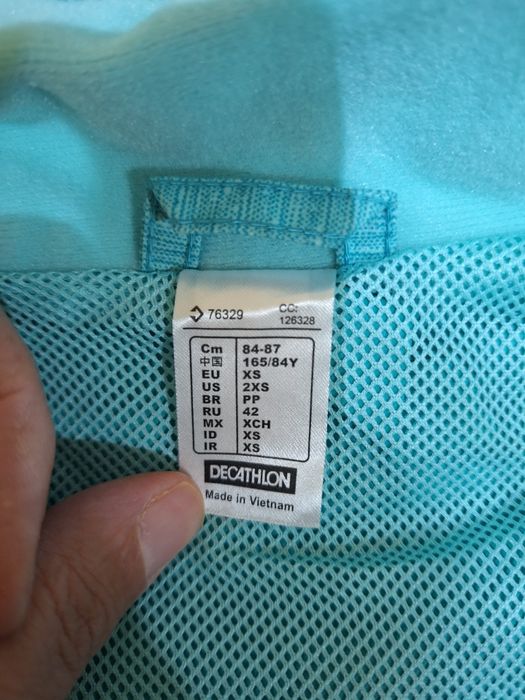 76329 CC:
126328
Cm 84-87
中国 165/84Y
EU XS
US 2XS
BR PP
RU 42
MX XCH
ID XS
IR XS
DECATHLON
Made in Vietnam